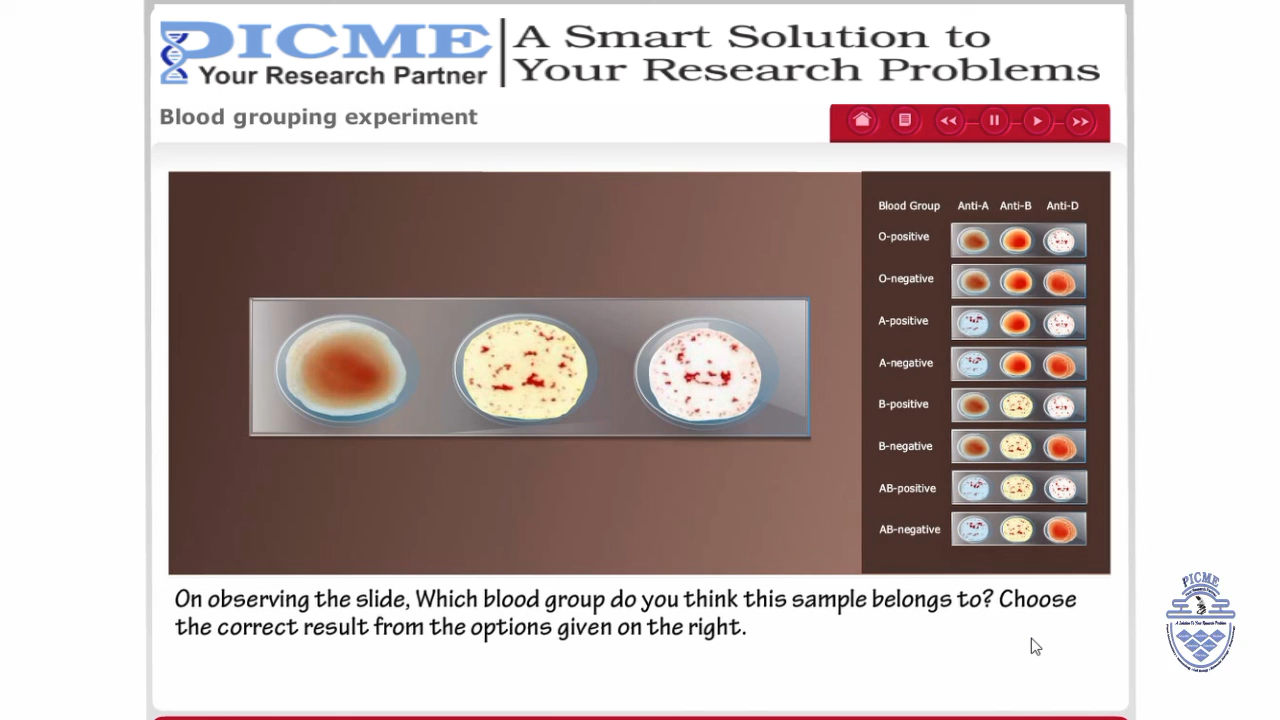 PICME
Your Research Partner
A Smart Solution to
Your Research Problems
Blood grouping experiment
Blood Group Anti-A Anti-B Anti-D
O-positive
O-negative
A-positive
A-negative
B-positive
B-negative
AB-positive
AB-negative
On observing the slide, Which blood group do you think this sample belongs to? Choose
the correct result from the options given on the right.
PICME